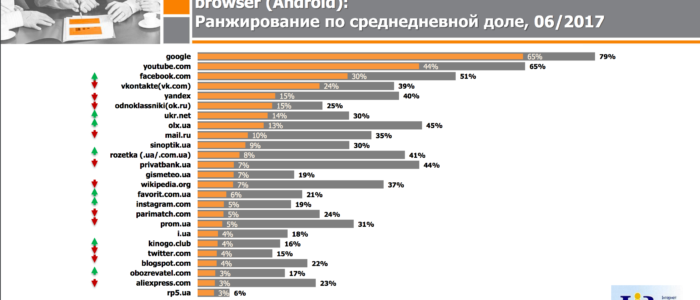 browser (Android):
Ранжирование по среднедневной доле, 06/2017
google 65% 79%
youtube.com 44% 65%
facebook.com 30% 51%
vkontakte(vk.com) 24% 39%
yandex 15% 40%
odnoklassniki(ok.ru) 15% 25%
ukr.net 14% 30%
olx.ua 13% 45%
mail.ru 10% 35%
sinoptik.ua 9% 30%
rozetka (.ua/.com.ua) 8% 41%
privatbank.ua 7% 44%
gismeteo.ua 7% 19%
wikipedia.org 7% 37%
favorit.com.ua 6% 21%
instagram.com 5% 19%
parimatch.com 5% 24%
prom.ua 5% 31%
i.ua 4% 18%
kinogo.club 4% 16%
twitter.com 4% 15%
blogspot.com 4% 22%
obozrevatel.com 3% 17%
aliexpress.com 3% 23%
rp5.ua 3% 6%
Internet